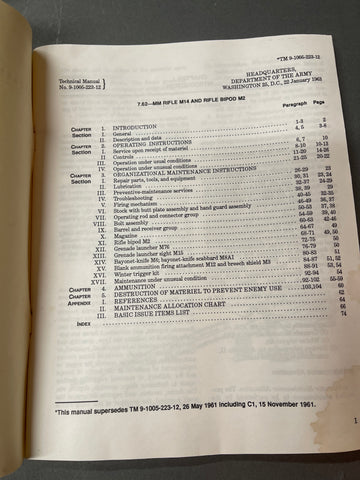 *TM 9-1005-223-12
Technical Manual
No. 9-1005-223-12
HEADQUARTERS,
DEPARTMENT OF THE ARMY
WASHINGTON 25, D.C., 22 January 1963
7.62—MM RIFLE M14 AND RIFLE BIPOD M2
Paragraph Page
CHAPTER 1. INTRODUCTION
Section I. General 1-3 2
II. Description and data 4, 5 3-6
CHAPTER 2. OPERATING INSTRUCTIONS
Section I. Service upon receipt of materiel 6, 7 10
II. Controls 8-10 10-13
III. Operation under usual conditions 11-20 14-26
IV. Operation under unusual conditions 21-25 20-22
CHAPTER 3. ORGANIZATIONAL MAINTENANCE INSTRUCTIONS
Section I. Repair parts, tools, and equipment 26-29 23
II. Lubrication 30, 31 23, 24
III. Preventive-maintenance services 32-37 24-29
IV. Troubleshooting 38, 39 29
V. Firing mechanism 40-45 32-35
VI. Stock with butt plate assembly and hand guard assembly 46-49 36, 37
VII. Operating rod and connector group 50-53 37, 38
VIII. Bolt assembly 54-59 39, 40
IX. Barrel and receiver group 60-63 42-46
X. Magazine 64-67 49
XI. Rifle bipod M2 68-71 49, 50
XII. Grenade launcher M76 72-75 50
XIII. Grenade launcher sight M15 76-79 50
XIV. Bayonet-knife M6; bayonet-knife scabbard M8A1 80-83 51
XV. Blank ammunition firing attachment M12 and breech shield M3 84-87 51, 52
XVI. Winter trigger kit 88-91 53, 54
XVII. Maintenance under unusual condition 92-94 54
CHAPTER 4. AMMUNITION 92-102 55-59
CHAPTER 5. DESTRUCTION OF MATERIEL TO PREVENT ENEMY USE 103,104 60
APPENDIX I. REFERENCES 62
II. MAINTENANCE ALLOCATION CHART 64
III. BASIC ISSUE ITEMS LIST 66
INDEX 74
*This manual supersedes TM 9-1005-223-12, 26 May 1961 including C1, 15 November 1961.
1